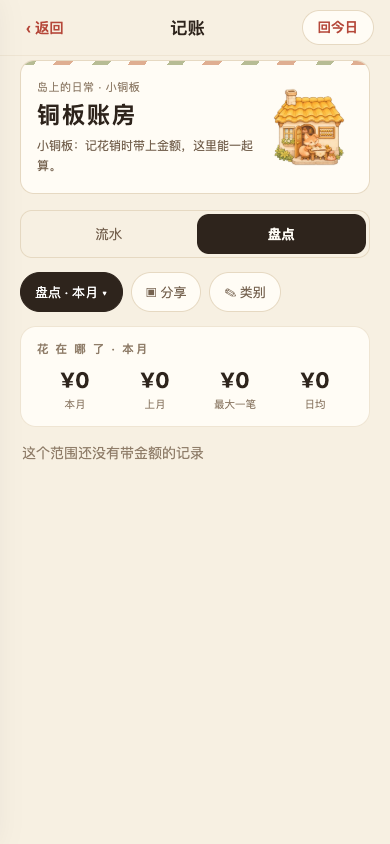 ‹ 返回
记账
回今日
岛上的日常 · 小铜板
铜板账房
小铜板：记花销时带上金额，这里能一起
算。
流水
盘点
盘点 · 本月 ▾
▣ 分享
✎ 类别
花在哪了 · 本月
¥0
¥0
¥0
¥0
本月
上月
最大一笔
日均
这个范围还没有带金额的记录